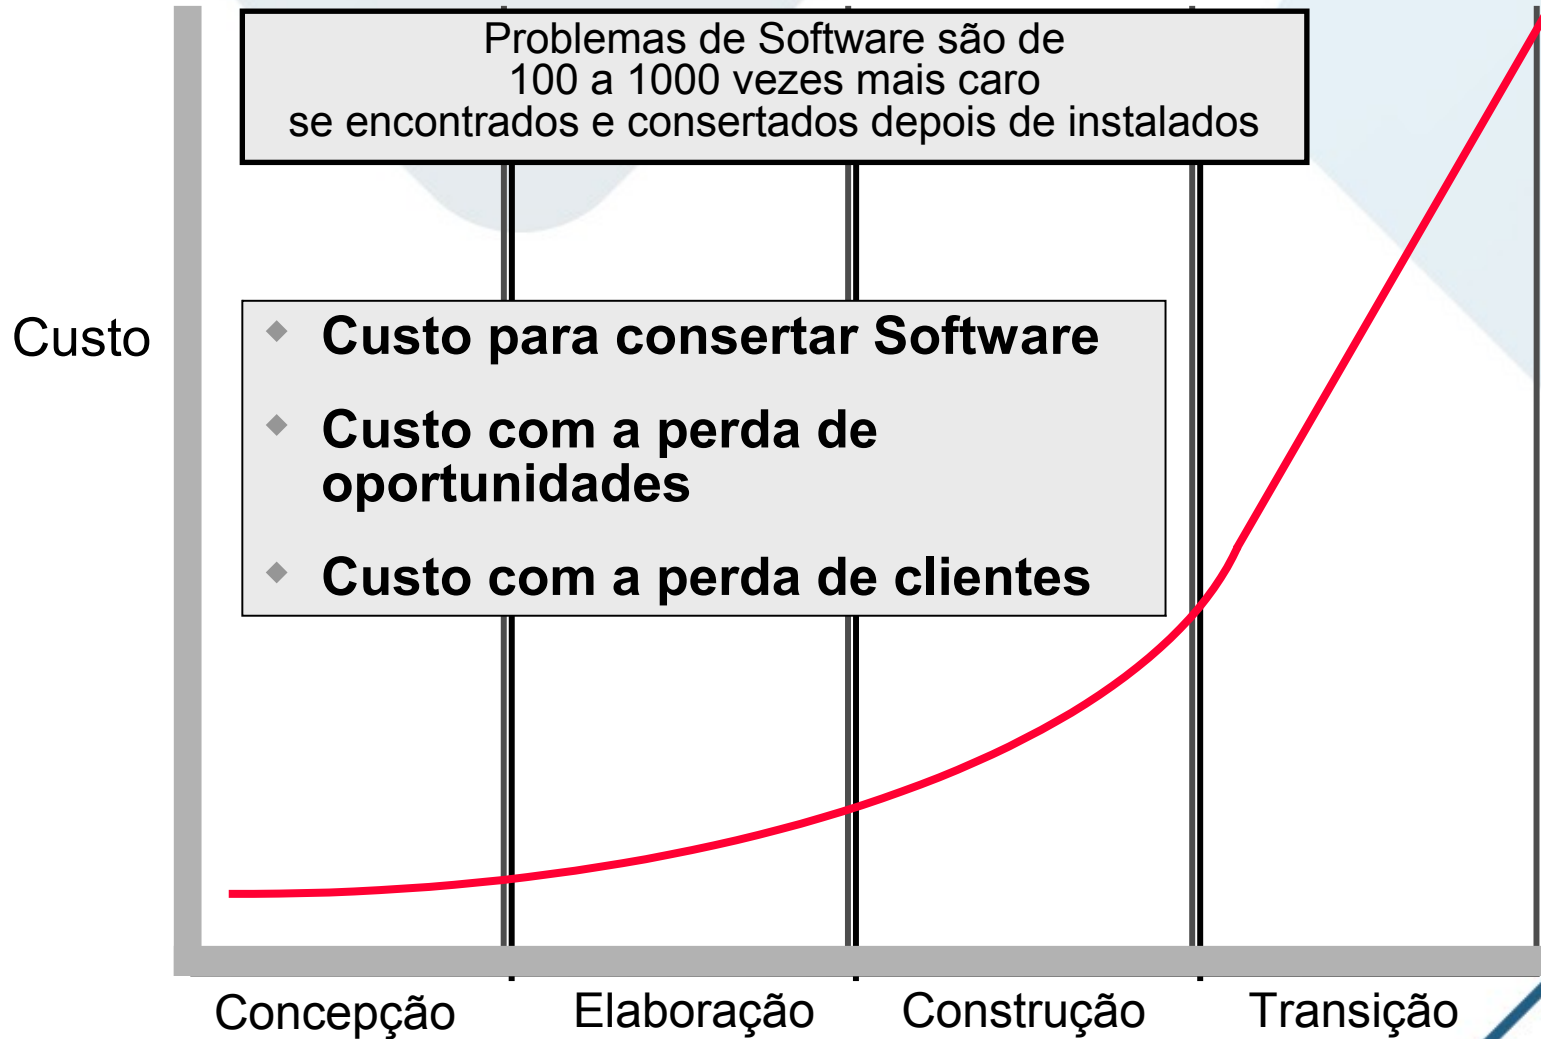 Problemas de Software são de
100 a 1000 vezes mais caro
se encontrados e consertados depois de instalados
Custo
Custo para consertar Software
Custo com a perda de
oportunidades
Custo com a perda de clientes
Concepção
Elaboração
Construção
Transição